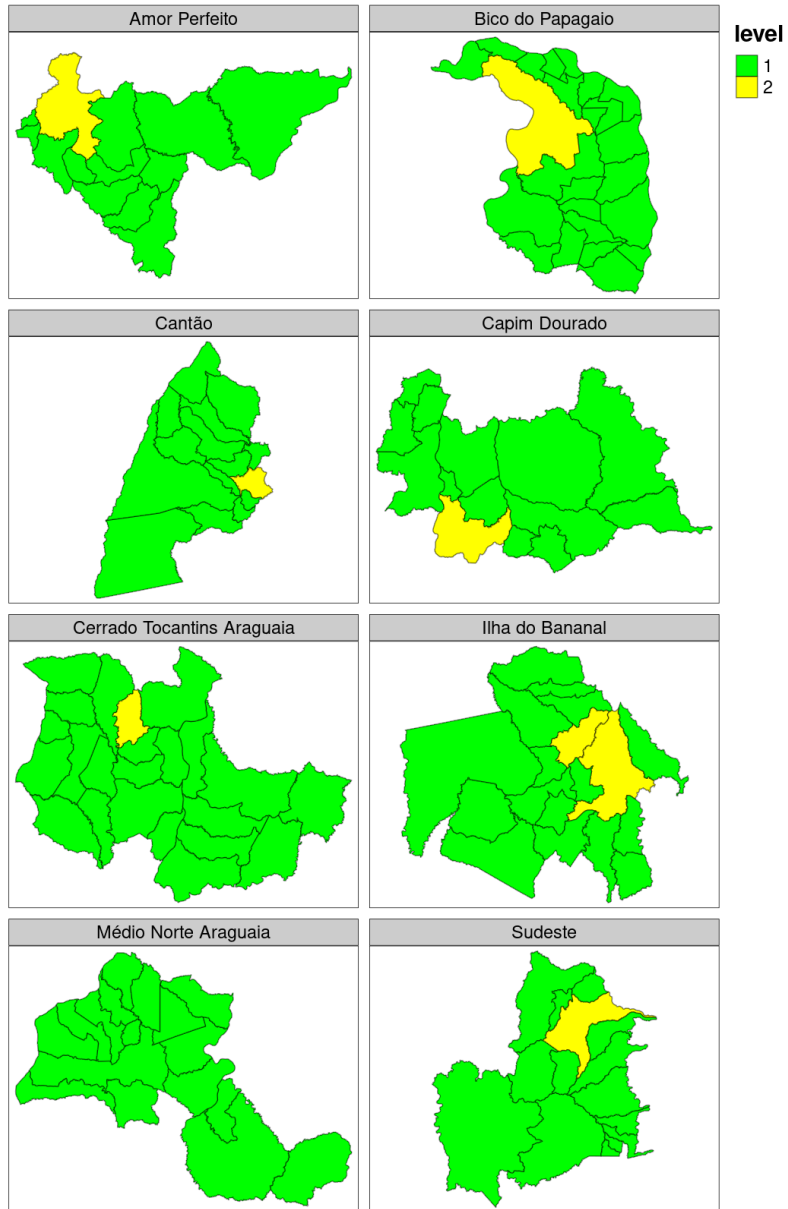 Amor Perfeito
Bico do Papagaio
level
1
2
Cantão
Capim Dourado
Cerrado Tocantins Araguaia
Ilha do Bananal
Médio Norte Araguaia
Sudeste